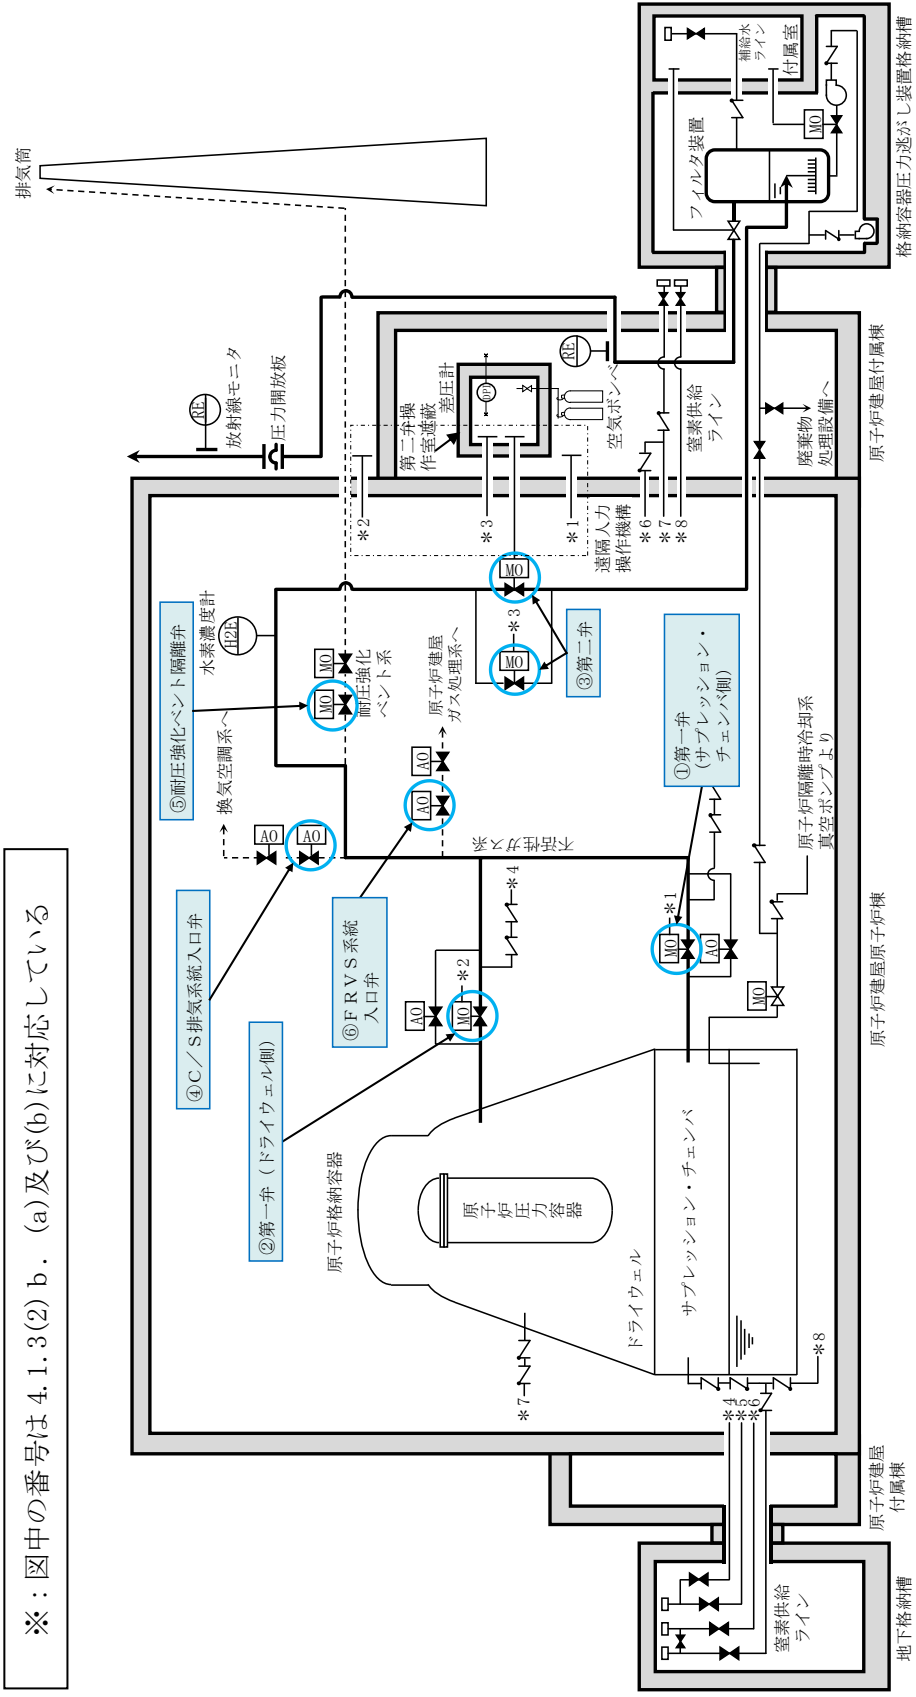 ※：図中の番号は4.1.3(2)ｂ．(a)及び(b)に対応している
排気筒
RE
放射線モニタ
圧力開放板
⑤耐圧強化ベント隔離弁
水素濃度計
H2E
換気空調系へ
MO
MO
耐圧強化
ベント系
AO
AO
④Ｃ／Ｓ排気系統入口弁
原子炉建屋
ガス処理系へ
AO
AO
⑥ＦＲＶＳ系統
入口弁
②第一弁（ドライウェル側）
不活性ガス系
＊4
AO
MO
＊2
原子炉格納容器
原子炉圧力容器
ドライウェル
サプレッション・チェンバ
＊7
＊8
＊4
＊5
＊6
窒素供給
ライン
地下格納槽
原子炉建屋
付属棟
原子炉建屋原子炉棟
①第一弁
(サプレッション・
チェンバ側)
＊1
MO
AO
MO
原子炉隔離時冷却系
真空ポンプより
③第二弁
MO
＊3
MO
＊2
＊3
＊1
遠隔人力
操作機構
第二弁操
作室遮蔽
差圧計
DPI
空気ボンベ
RE
＊6
＊7
＊8
窒素供給
ライン
廃棄物
処理設備へ
原子炉建屋付属棟
フィルタ装置
補給水
ライン
付属室
MO
格納容器圧力逃がし装置格納槽